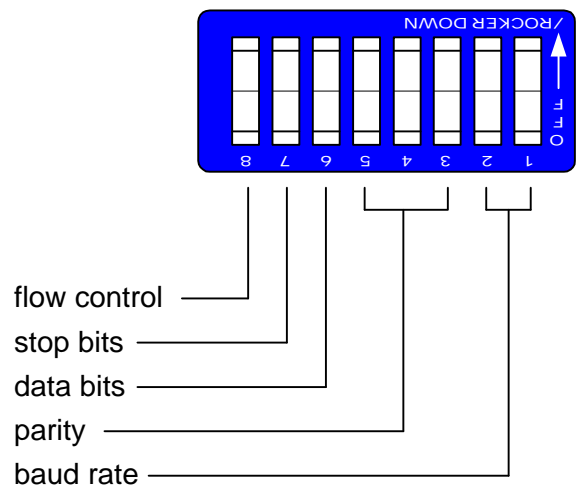 /ROCKER DOWN
OFF
8 7 6 5 4 3 2 1
flow control
stop bits
data bits
parity
baud rate